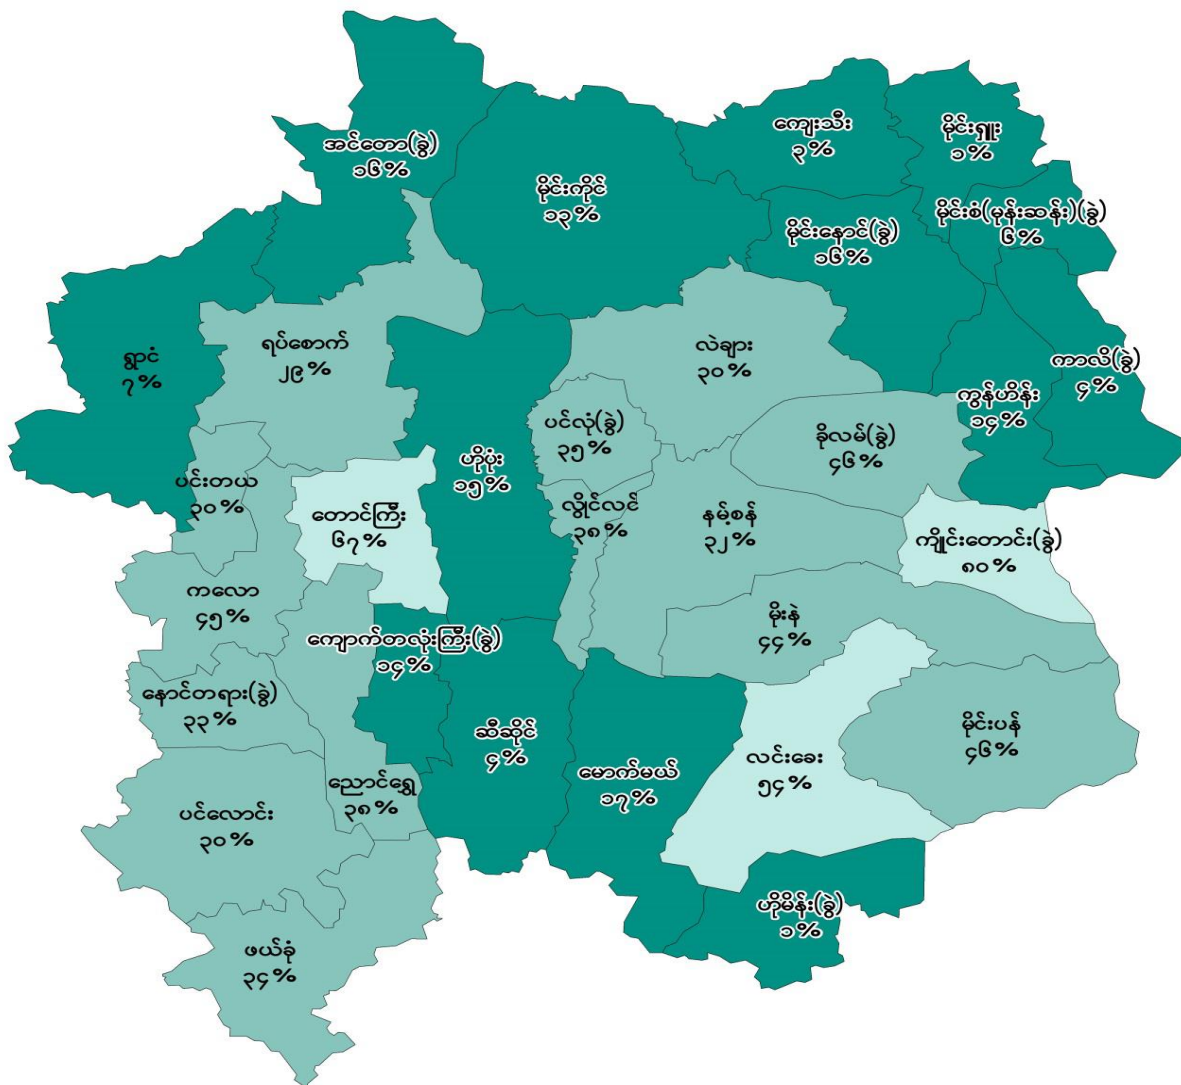 ကျေးသီး
၃%
မိုင်းရှူး
၁%
အင်တော(ခွဲ)
၁၆%
မိုင်းကိုင်
၁၃%
မိုင်းစံ(မုန်းဆန်း)(ခွဲ)
၆%
မိုင်းနောင်(ခွဲ)
၁၆%
ရွာငံ
၇%
ရပ်စောက်
၂၉%
လဲချား
၃၀%
ကာလိ(ခွဲ)
၄%
ကွန်ဟိန်း
၁၄%
ပင်လုံ(ခွဲ)
၃၅%
ခိုလမ်(ခွဲ)
၄၆%
ဟိုပုံး
၁၅%
ပင်းတယ
၃၀%
တောင်ကြီး
၆၇%
လွိုင်လင်
၃၈%
နမ့်စန်
၃၂%
ကျိုင်းတောင်း(ခွဲ)
၈၀%
ကလော
၄၅%
ကျောက်တလုံးကြီး(ခွဲ)
၁၄%
မိုးနဲ
၄၄%
နောင်တရား(ခွဲ)
၃၃%
ဆီဆိုင်
၄%
မိုင်းပန်
၄၆%
လင်းခေး
၅၄%
မောက်မယ်
၁၇%
ညောင်ရွှေ
၃၈%
ပင်လောင်း
၃၀%
ဟိုမိန်း(ခွဲ)
၁%
ဖယ်ခုံ
၃၄%